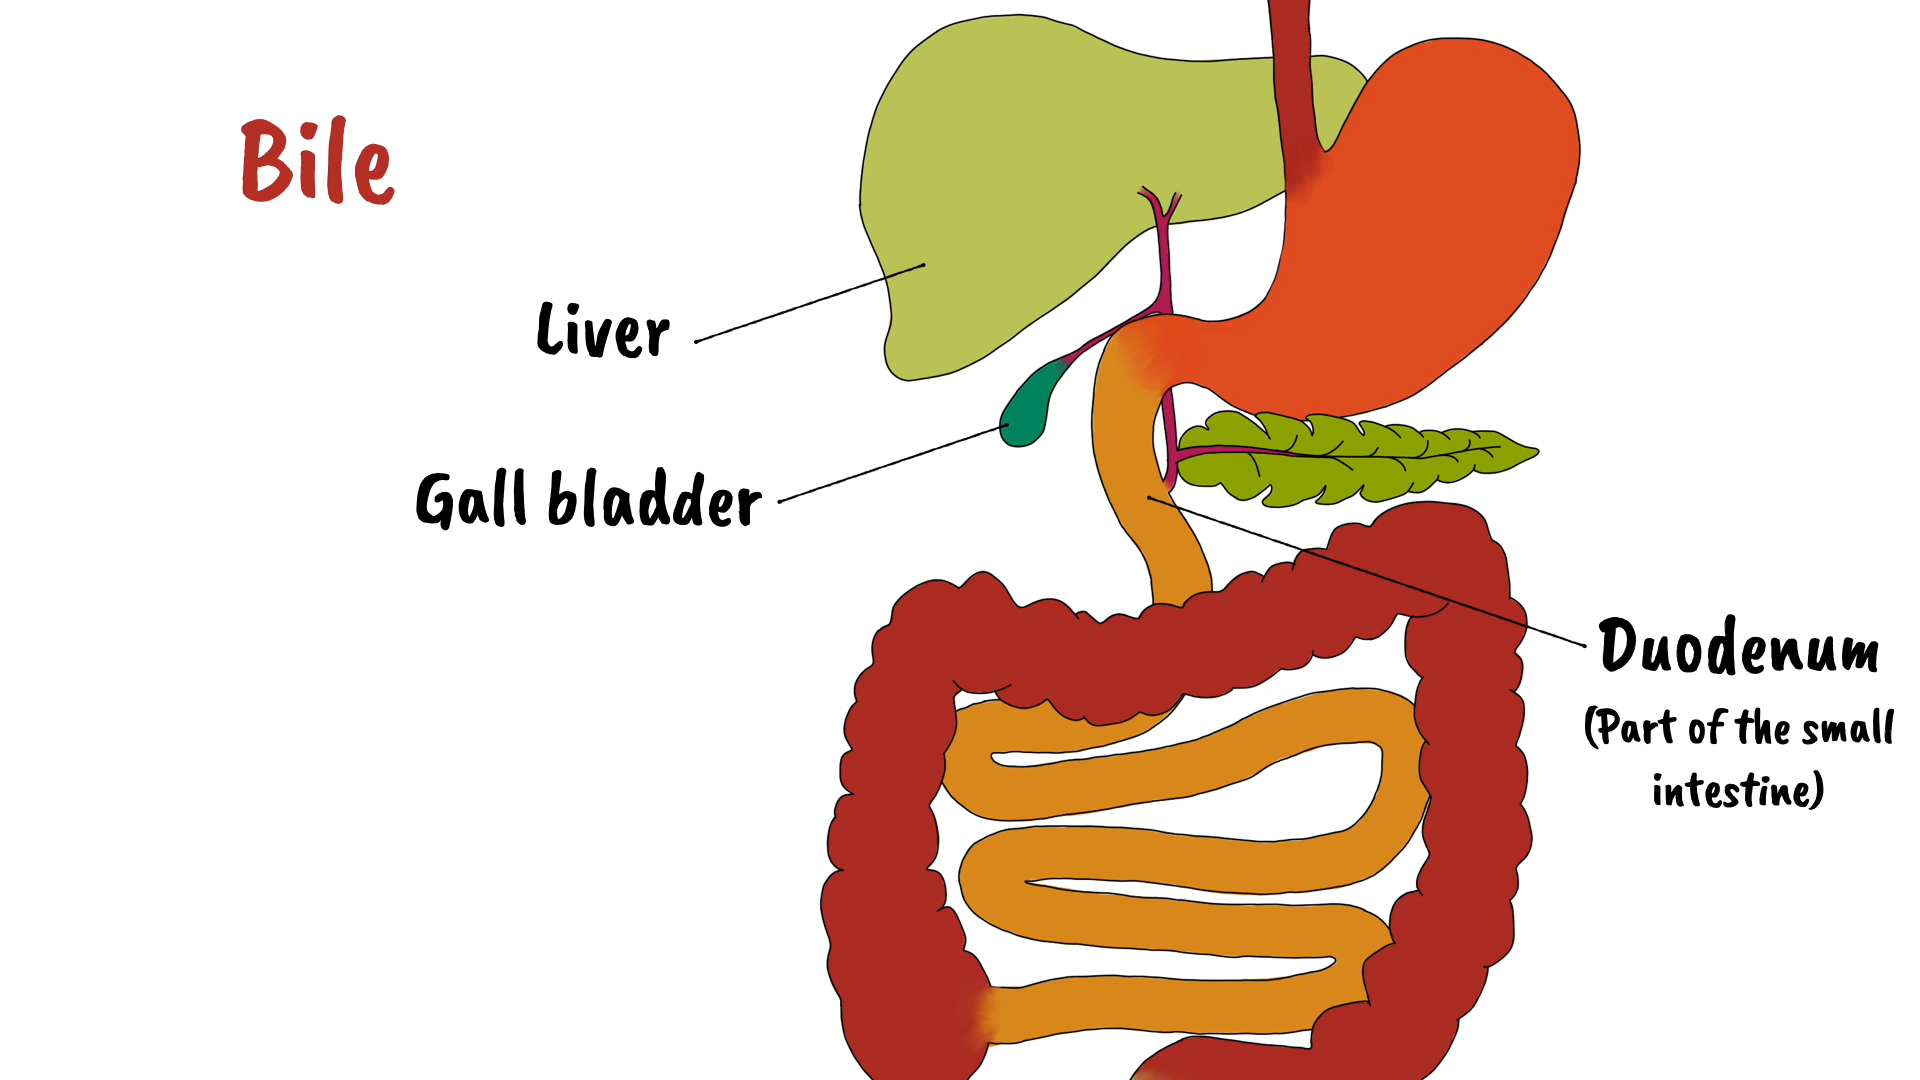 Bile
Liver
Gall bladder
Duodenum
(Part of the small
intestine)